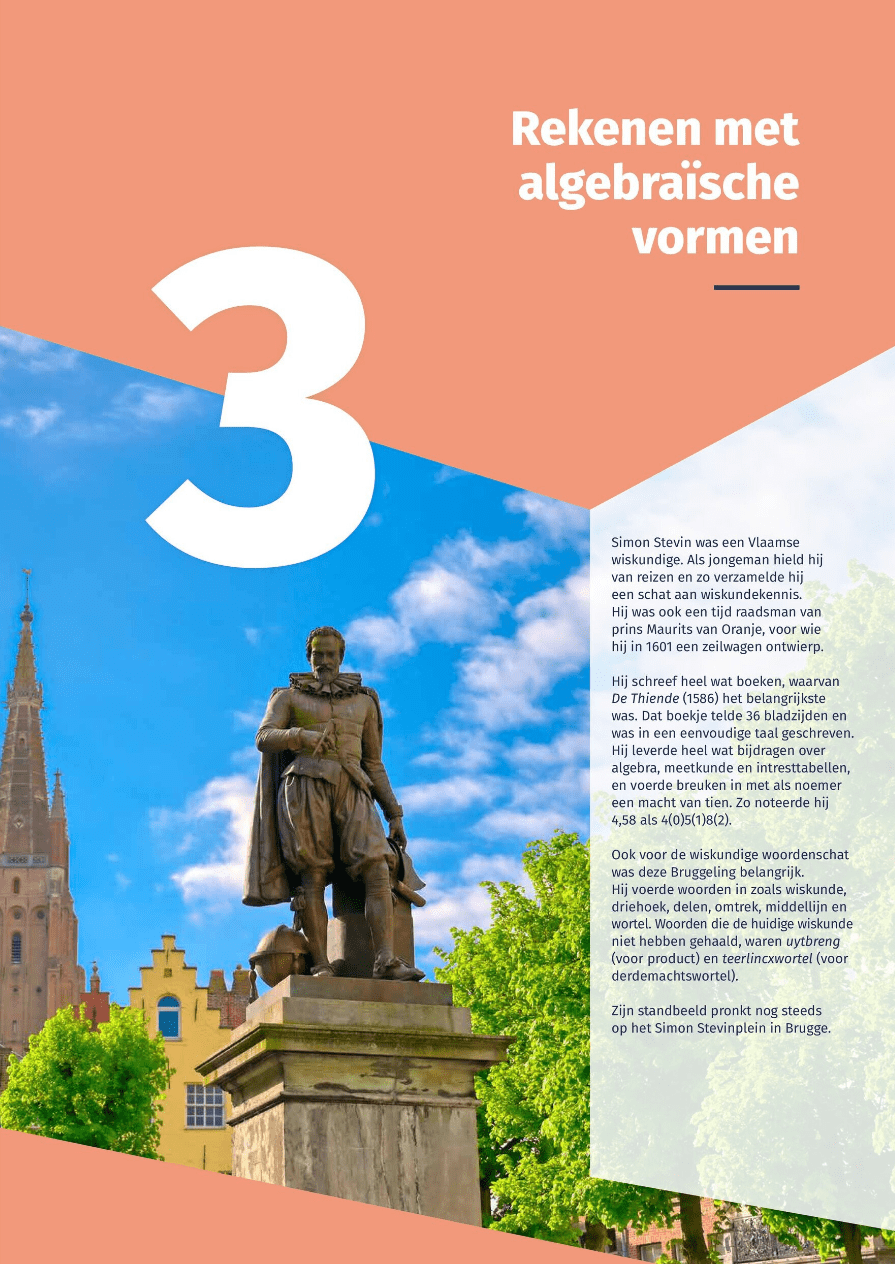 Rekenen met
algebraïsche
vormen
3
Simon Stevin was een Vlaamse
wiskundige. Als jongeman hield hij
van reizen en zo verzamelde hij
een schat aan wiskundekennis.
Hij was ook een tijd raadsman van
prins Maurits van Oranje, voor wie
hij in 1601 een zeilwagen ontwierp.
Hij schreef heel wat boeken, waarvan
De Thiende (1586) het belangrijkste
was. Dat boekje telde 36 bladzijden en
was in een eenvoudige taal geschreven.
Hij leverde heel wat bijdragen over
algebra, meetkunde en intresttabellen,
en voerde breuken in met als noemer
een macht van tien. Zo noteerde hij
4,58 als 4(0)5(1)8(2).
Ook voor de wiskundige woordenschat
was deze Bruggeling belangrijk.
Hij voerde woorden in zoals wiskunde,
driehoek, delen, omtrek, middellijn en
wortel. Woorden die de huidige wiskunde
niet hebben gehaald, waren uytbreng
(voor product) en teerlincxwortel (voor
derdemachtswortel).
Zijn standbeeld pronkt nog steeds
op het Simon Stevinplein in Brugge.